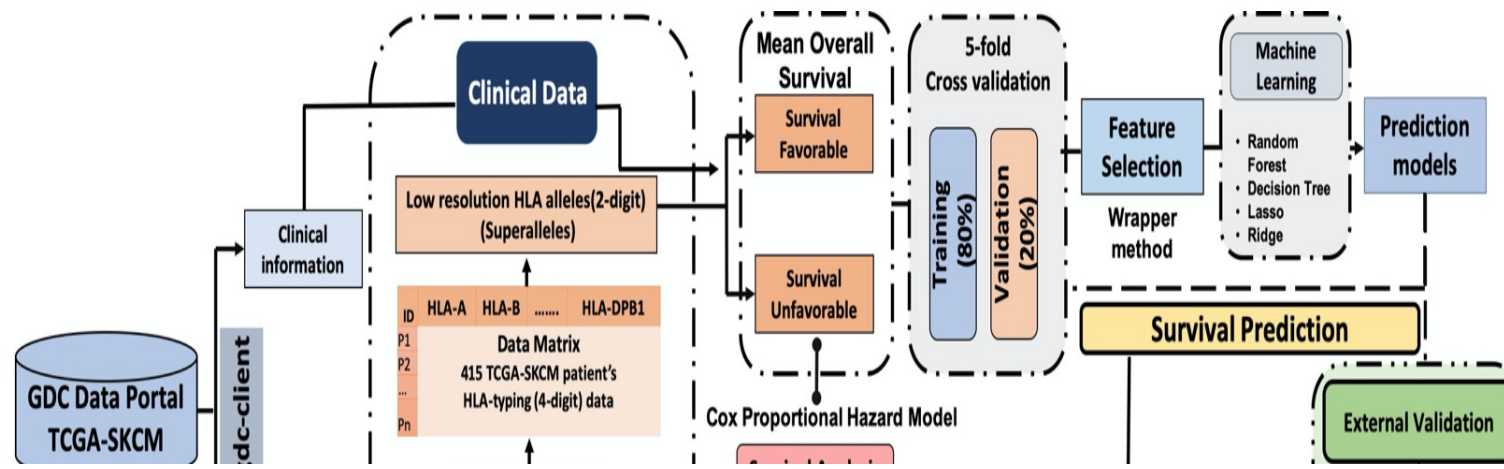 GDC Data Portal
TCGA-SKCM
gdc-client
Clinical
information
Clinical Data
Low resolution HLA alleles(2-digit)
(Superalleles)
ID HLA-A HLA-B ....... HLA-DPB1
P1
P2
...
Pn
Data Matrix
415 TCGA-SKCM patient's
HLA-typing (4-digit) data
Mean Overall
Survival
Survival
Favorable
Survival
Unfavorable
Cox Proportional Hazard Model
Survival Analysis
5-fold
Cross validation
Training
(80%)
Validation
(20%)
Feature
Selection
Wrapper
method
Machine
Learning
• Random
Forest
• Decision Tree
• Lasso
• Ridge
Prediction
models
Survival Prediction
External Validation